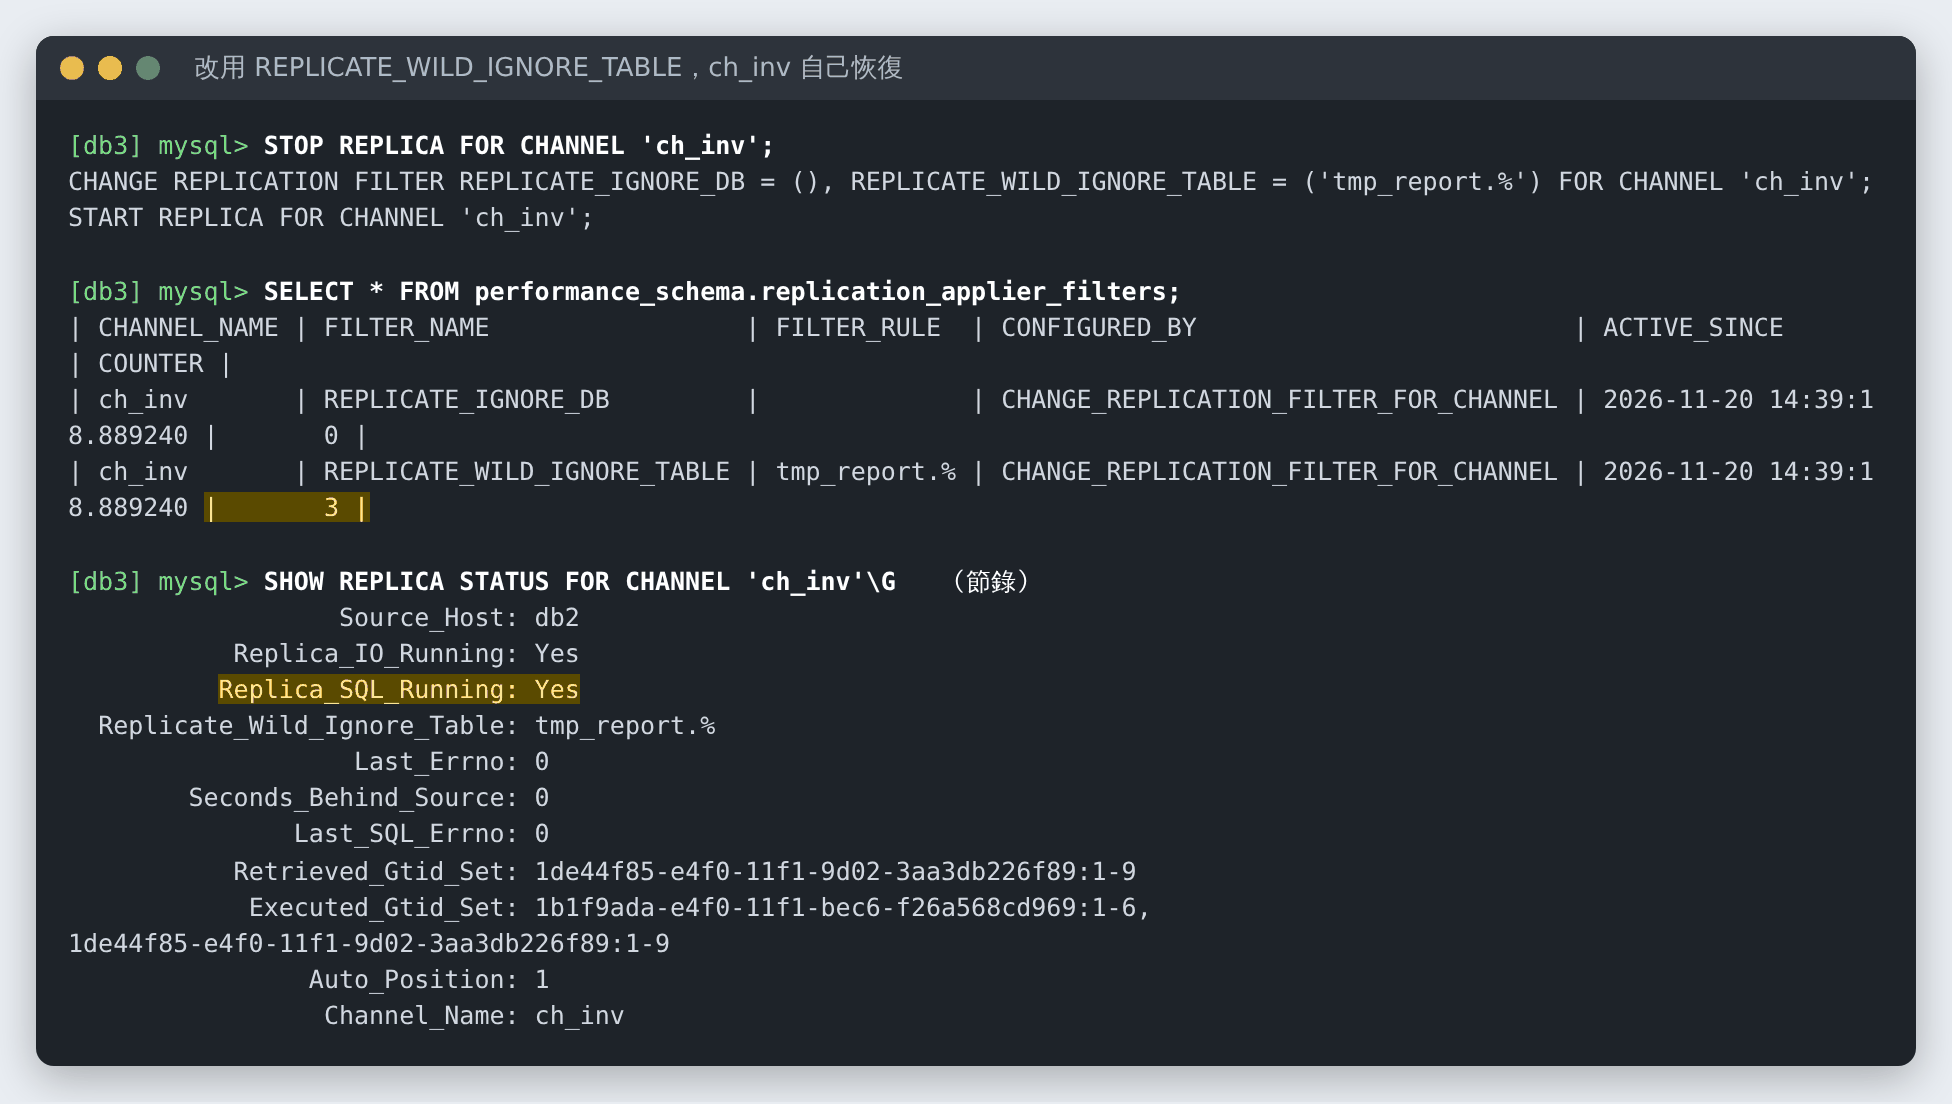 改用 REPLICATE_WILD_IGNORE_TABLE，ch_inv 自己恢復
[db3] mysql> STOP REPLICA FOR CHANNEL 'ch_inv';
CHANGE REPLICATION FILTER REPLICATE_IGNORE_DB = (), REPLICATE_WILD_IGNORE_TABLE = ('tmp_report.%') FOR CHANNEL 'ch_inv';
START REPLICA FOR CHANNEL 'ch_inv';
[db3] mysql> SELECT * FROM performance_schema.replication_applier_filters;
| CHANNEL_NAME | FILTER_NAME                 | FILTER_RULE  | CONFIGURED_BY                         | ACTIVE_SINCE
| COUNTER |
| ch_inv       | REPLICATE_IGNORE_DB         |              | CHANGE_REPLICATION_FILTER_FOR_CHANNEL | 2026-11-20 14:39:1
8.889240 |       0 |
| ch_inv       | REPLICATE_WILD_IGNORE_TABLE | tmp_report.% | CHANGE_REPLICATION_FILTER_FOR_CHANNEL | 2026-11-20 14:39:1
8.889240 |       3 |
[db3] mysql> SHOW REPLICA STATUS FOR CHANNEL 'ch_inv'\G   （節錄）
Source_Host: db2
Replica_IO_Running: Yes
Replica_SQL_Running: Yes
Replicate_Wild_Ignore_Table: tmp_report.%
Last_Errno: 0
Seconds_Behind_Source: 0
Last_SQL_Errno: 0
Retrieved_Gtid_Set: 1de44f85-e4f0-11f1-9d02-3aa3db226f89:1-9
Executed_Gtid_Set: 1b1f9ada-e4f0-11f1-bec6-f26a568cd969:1-6,
1de44f85-e4f0-11f1-9d02-3aa3db226f89:1-9
Auto_Position: 1
Channel_Name: ch_inv